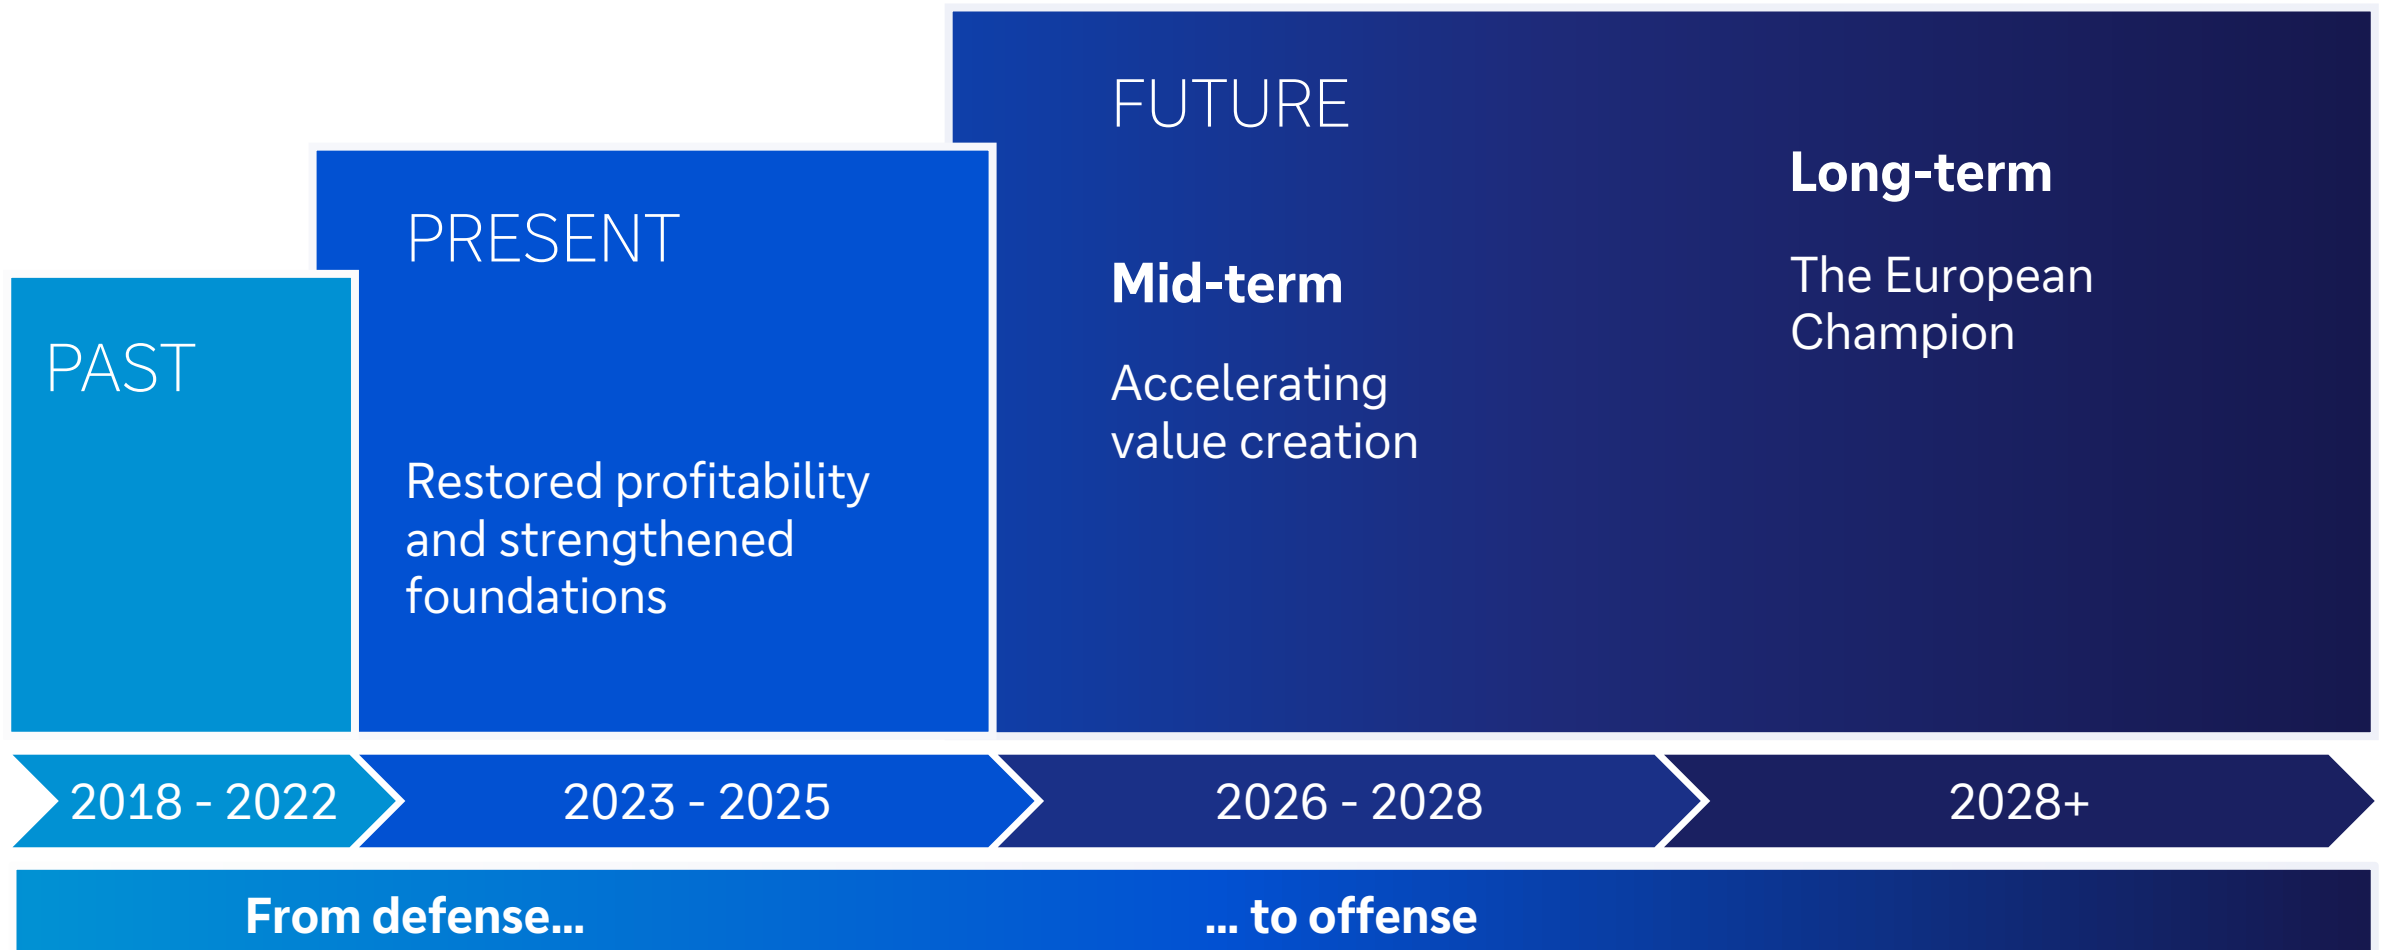 PAST
PRESENT
Restored profitability
and strengthened
foundations
FUTURE
Mid-term
Accelerating
value creation
Long-term
The European
Champion
2018 - 2022
2023 - 2025
2026 - 2028
2028+
From defense...
... to offense